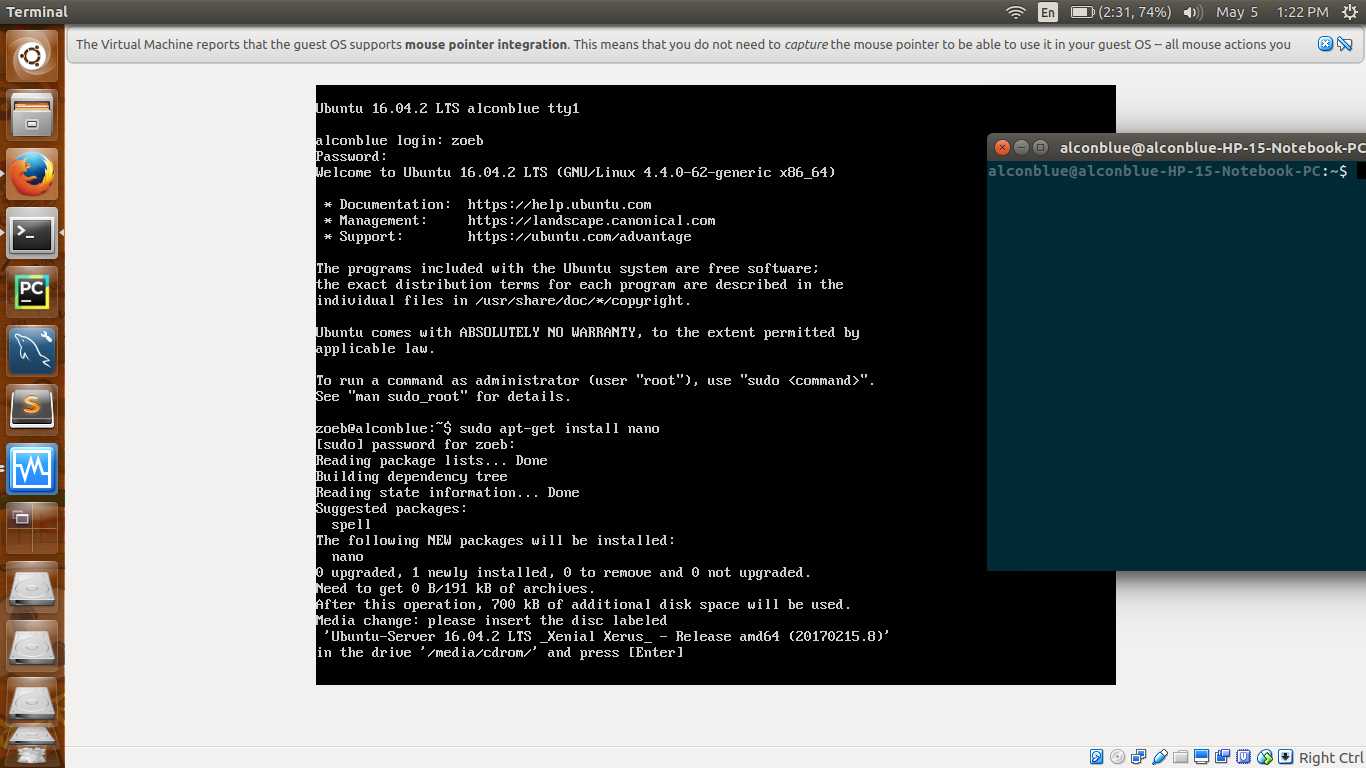 Terminal
En
(2:31, 74%)
May 5
1:22 PM
The Virtual Machine reports that the guest OS supports mouse pointer integration. This means that you do not need to capture the mouse pointer to be able to use it in your guest OS -- all mouse actions you
Ubuntu 16.04.2 LTS alconblue tty1
alconblue login: zoeb
Password:
Welcome to Ubuntu 16.04.2 LTS (GNU/Linux 4.4.0-62-generic x86_64)
* Documentation:  https://help.ubuntu.com
* Management:     https://landscape.canonical.com
* Support:        https://ubuntu.com/advantage
The programs included with the Ubuntu system are free software;
the exact distribution terms for each program are described in the
individual files in /usr/share/doc/*/copyright.
Ubuntu comes with ABSOLUTELY NO WARRANTY, to the extent permitted by
applicable law.
To run a command as administrator (user "root"), use "sudo <command>".
See "man sudo_root" for details.
zoeb@alconblue:~$ sudo apt-get install nano
[sudo] password for zoeb:
Reading package lists... Done
Building dependency tree
Reading state information... Done
Suggested packages:
spell
The following NEW packages will be installed:
nano
0 upgraded, 1 newly installed, 0 to remove and 0 not upgraded.
Need to get 0 B/191 kB of archives.
After this operation, 700 kB of additional disk space will be used.
Media change: please insert the disc labeled
'Ubuntu-Server 16.04.2 LTS _Xenial Xerus_ - Release amd64 (20170215.8)'
in the drive '/media/cdrom/' and press [Enter]
alconblue@alconblue-HP-15-Notebook-PC
alconblue@alconblue-HP-15-Notebook-PC:~$
>_
PC
S
Right Ctrl